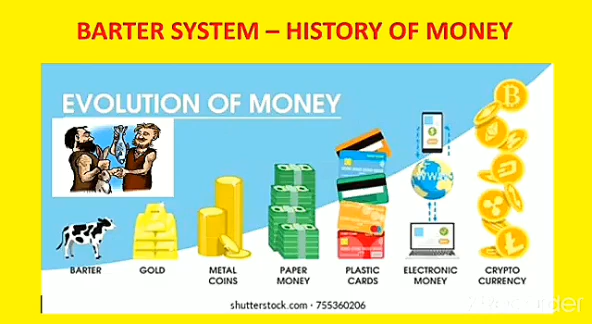 BARTER SYSTEM – HISTORY OF MONEY
EVOLUTION OF MONEY
BARTER
GOLD
METAL
COINS
PAPER
MONEY
PLASTIC
CARDS
ELECTRONIC
MONEY
CRYPTO
CURRENCY
shutterstock.com · 755360206